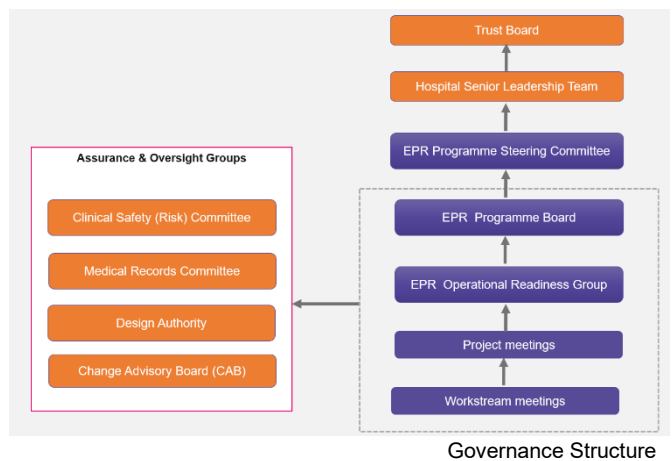 Trust Board
Hospital Senior Leadership Team
EPR Programme Steering Committee
Assurance & Oversight Groups
Clinical Safety (Risk) Committee
Medical Records Committee
Design Authority
Change Advisory Board (CAB)
EPR Programme Board
EPR Operational Readiness Group
Project meetings
Workstream meetings
Governance Structure